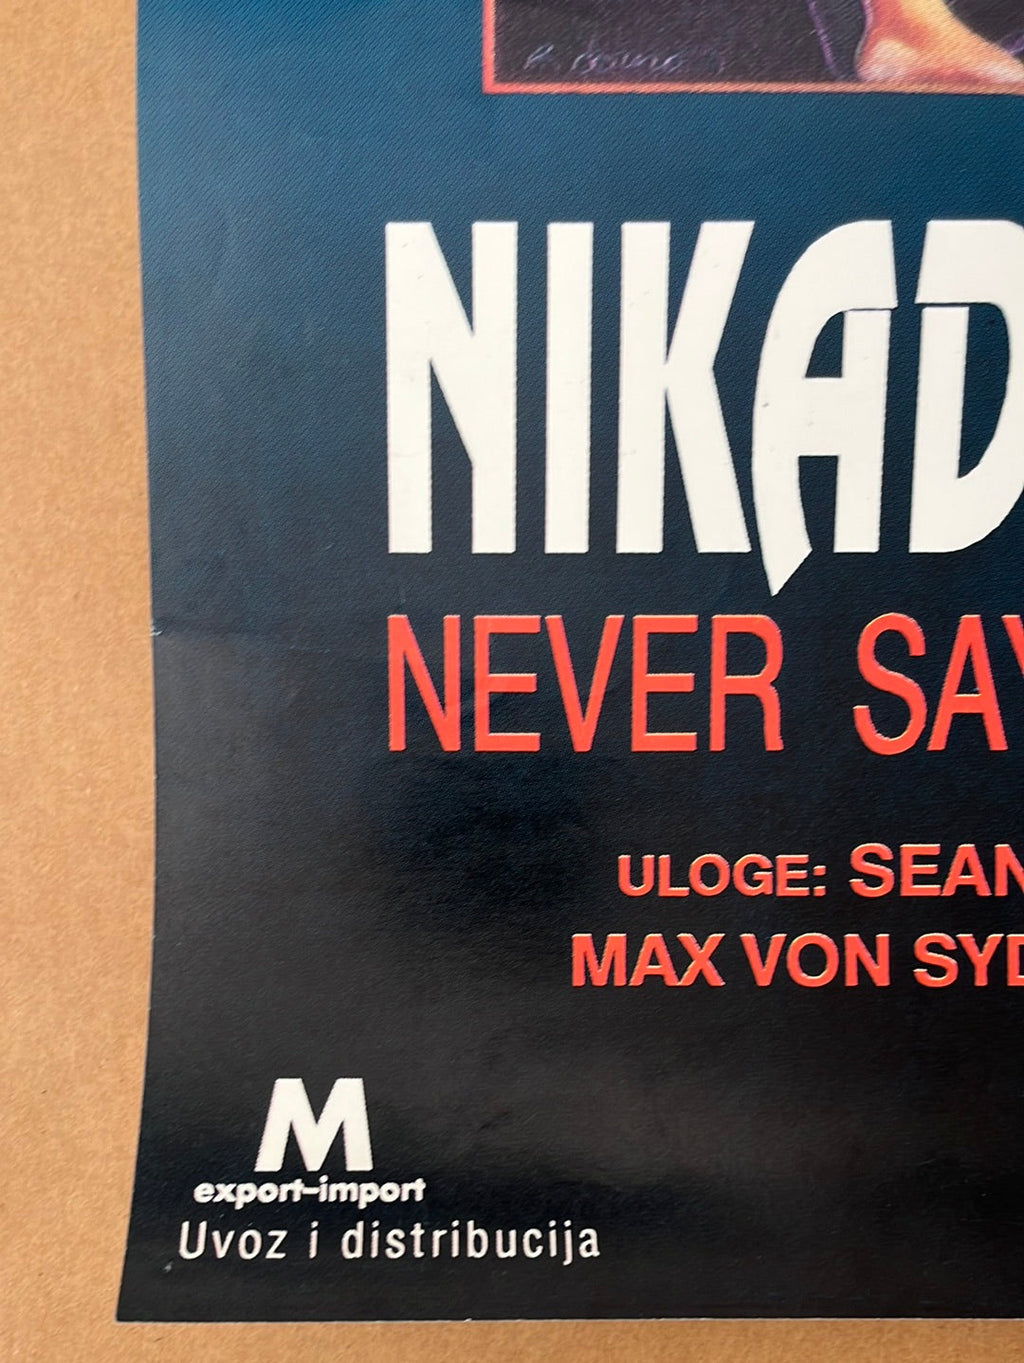 NIKAD
NEVER SAY
ULOGE: SEAN
MAX VON SYD
M
export-import
Uvoz i distribucija